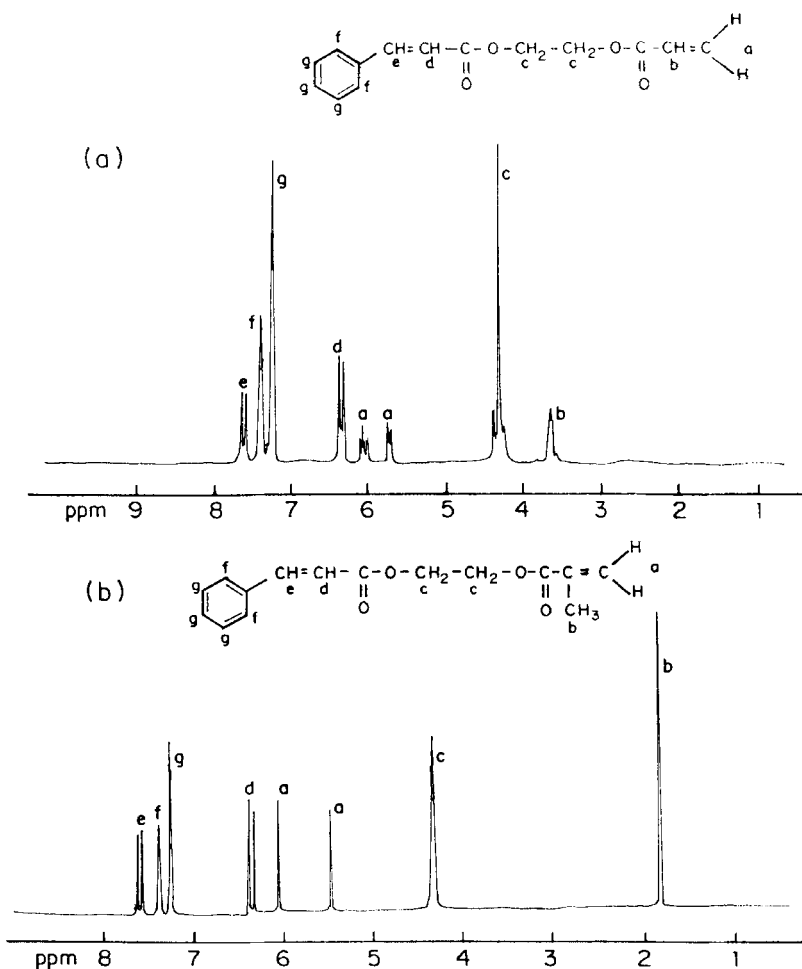 f
H
g
CH=CH-C-O-CH2-CH2-O-C-CH=C
a
e d
O
c c
O
b
g
f
H
g
(a)
g
c
f
d
e
a a
b
ppm 9 8 7 6 5 4 3 2 1
(b)
f
H
a
g
CH=CH-C-O-CH2-CH2-O-C-C=C
e d
O
c c
O
CH3
H
g
f
b
g
b
g
c
d a
e f
a
ppm 8 7 6 5 4 3 2 1